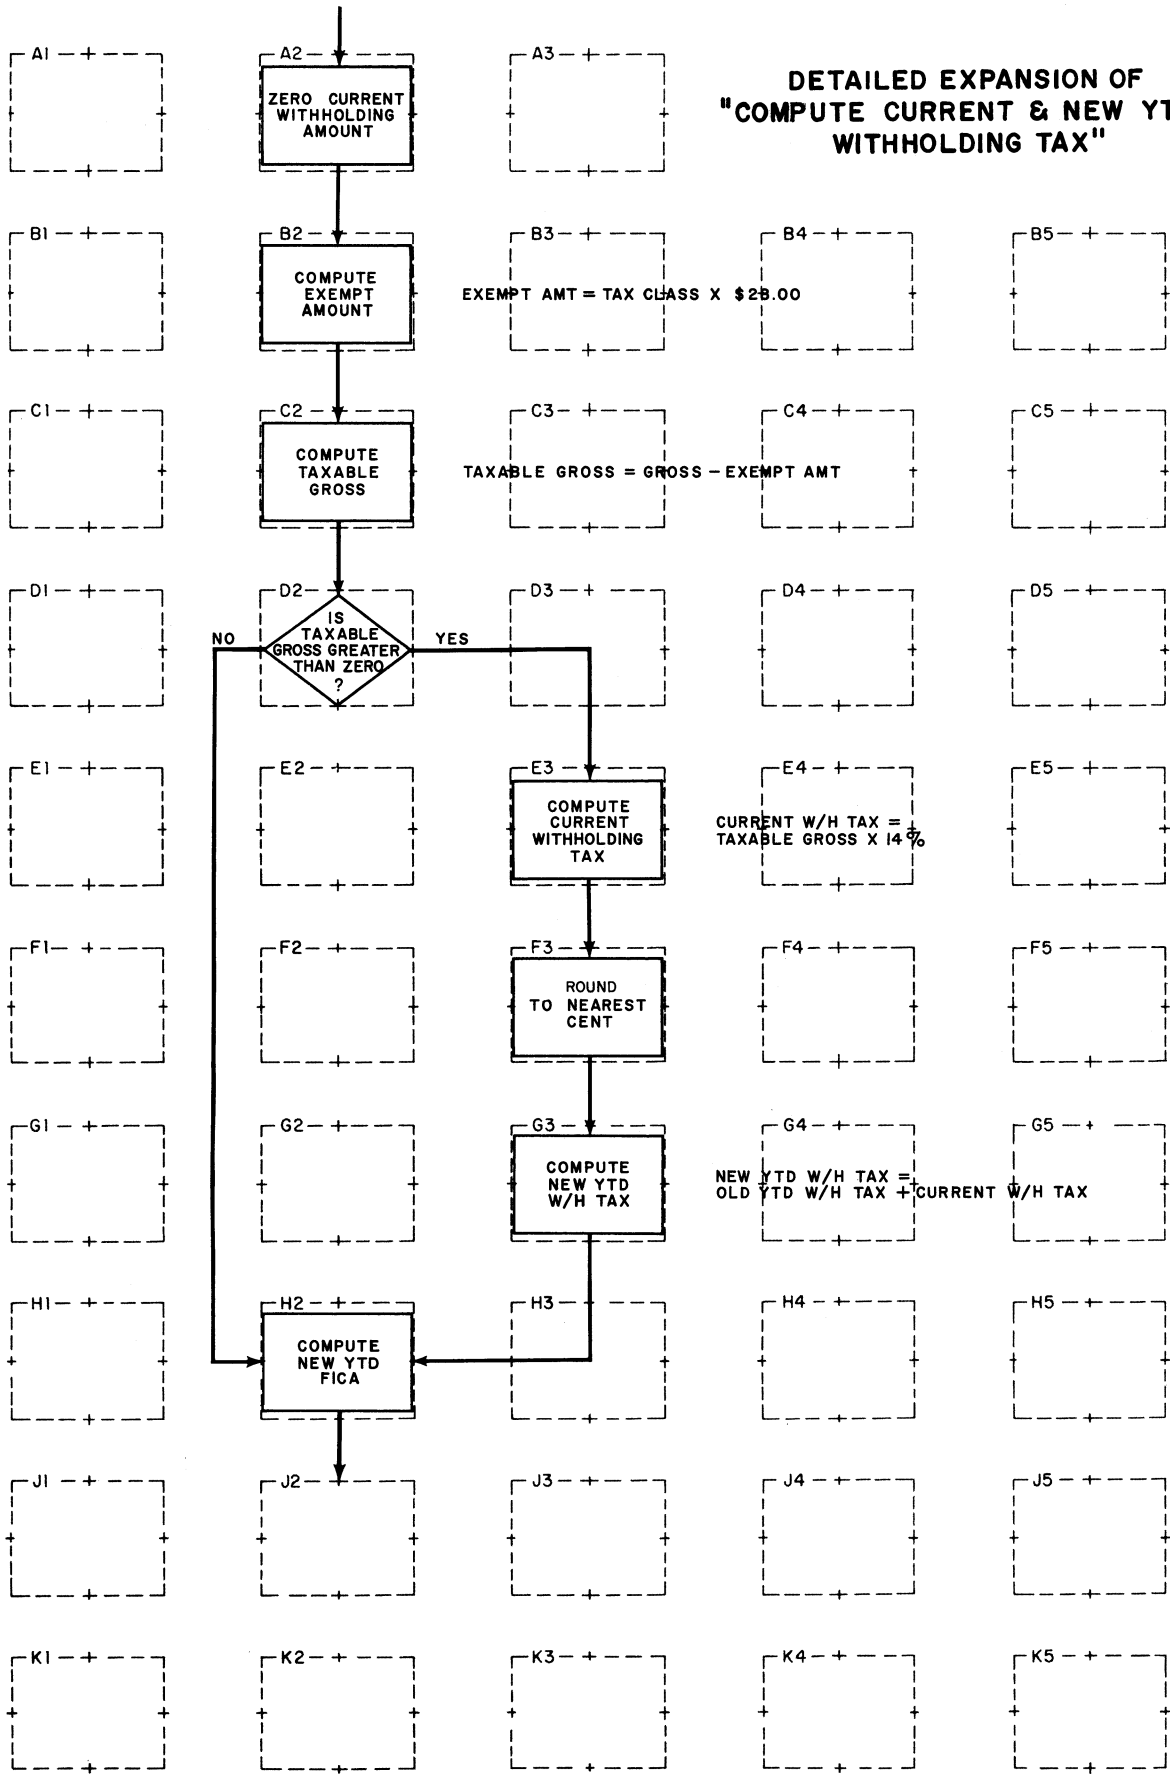 A1
A2
A3
ZERO CURRENT
WITHHOLDING
AMOUNT
DETAILED EXPANSION OF
"COMPUTE CURRENT & NEW YT
WITHHOLDING TAX"
B1
B2
B3
B4
B5
COMPUTE
EXEMPT
AMOUNT
EXEMPT AMT = TAX CLASS X $28.00
C1
C2
C3
C4
C5
COMPUTE
TAXABLE
GROSS
TAXABLE GROSS = GROSS - EXEMPT AMT
D1
D2
D3
D4
D5
IS
TAXABLE
GROSS GREATER
THAN ZERO
?
NO
YES
E1
E2
E3
E4
E5
COMPUTE
CURRENT
WITHHOLDING
TAX
CURRENT W/H TAX =
TAXABLE GROSS X 14%
F1
F2
F3
F4
F5
ROUND
TO NEAREST
CENT
G1
G2
G3
G4
G5
COMPUTE
NEW YTD
W/H TAX
NEW YTD W/H TAX =
OLD YTD W/H TAX + CURRENT W/H TAX
H1
H2
H3
H4
H5
COMPUTE
NEW YTD
FICA
J1
J2
J3
J4
J5
K1
K2
K3
K4
K5